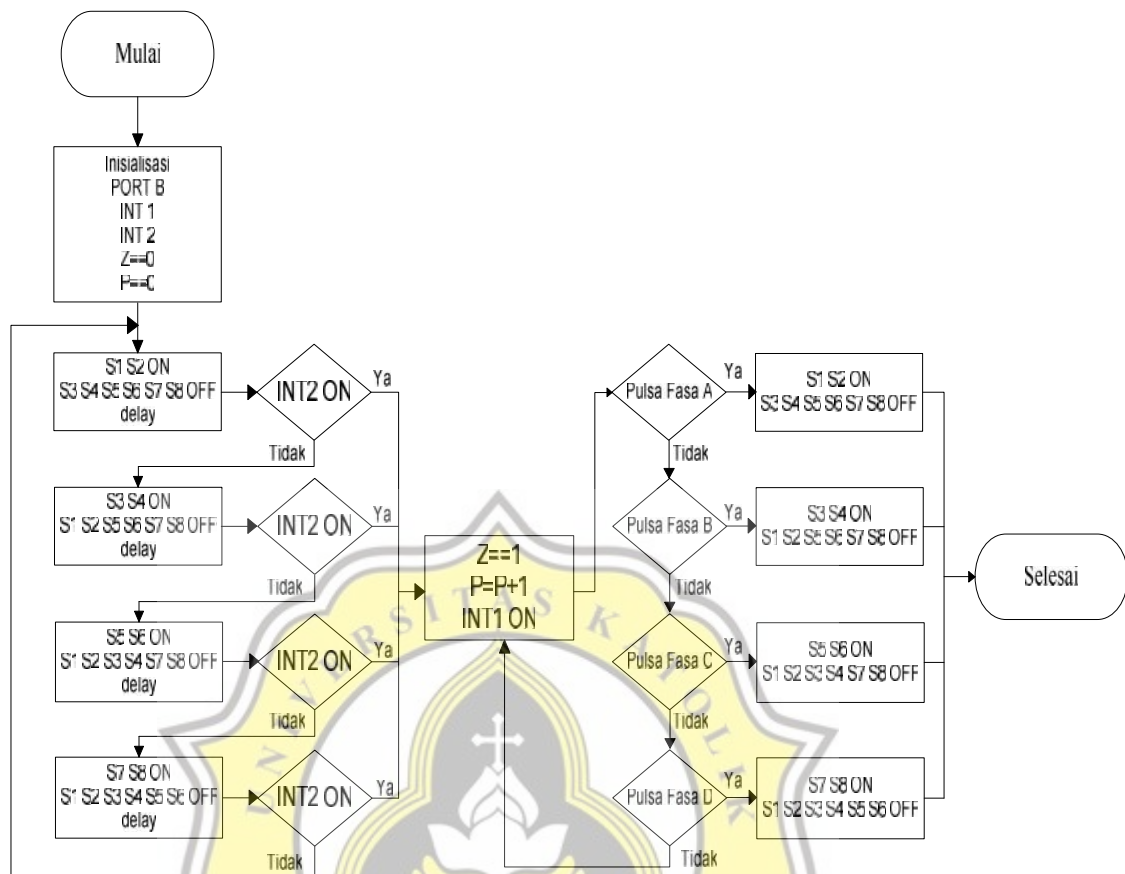 Mulai
Inisialisasi
PORT B
INT 1
INT 2
Z==0
P==0
S1 S2 ON
S3 S4 S5 S6 S7 S8 OFF
delay
INT2 ON
Ya
Tidak
S3 S4 ON
S1 S2 S5 S6 S7 S8 OFF
delay
INT2 ON
Ya
Tidak
S5 S6 ON
S1 S2 S3 S4 S7 S8 OFF
delay
INT2 ON
Ya
Tidak
S7 S8 ON
S1 S2 S3 S4 S5 S6 OFF
delay
INT2 ON
Ya
Tidak
Z==1
P=P+1
INT1 ON
Pulsa Fasa A
Ya
Tidak
S1 S2 ON
S3 S4 S5 S6 S7 S8 OFF
Pulsa Fasa B
Ya
Tidak
S3 S4 ON
S1 S2 S5 S6 S7 S8 OFF
Pulsa Fasa C
Ya
Tidak
S5 S6 ON
S1 S2 S3 S4 S7 S8 OFF
Pulsa Fasa D
Ya
Tidak
S7 S8 ON
S1 S2 S3 S4 S5 S6 OFF
Selesai
UNIVERSITAS KATOLIK